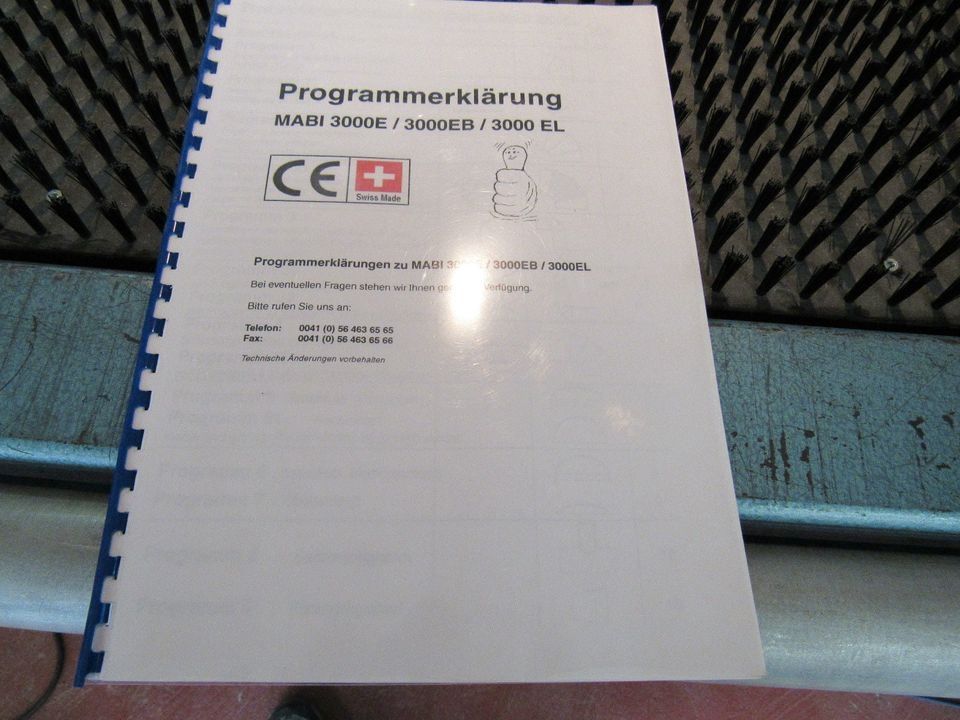 Programmerklärung
MABI 3000E / 3000EB / 3000 EL
CE
Swiss Made
Programmerklärungen zu MABI / 3000EB / 3000EL
Bei eventuellen Fragen stehen wir Ihnen Verfügung.
Bitte rufen Sie uns an:
Telefon: 0041 (0) 56 463 65 65
Fax: 0041 (0) 56 463 65 66
Technische Änderungen vorbehalten